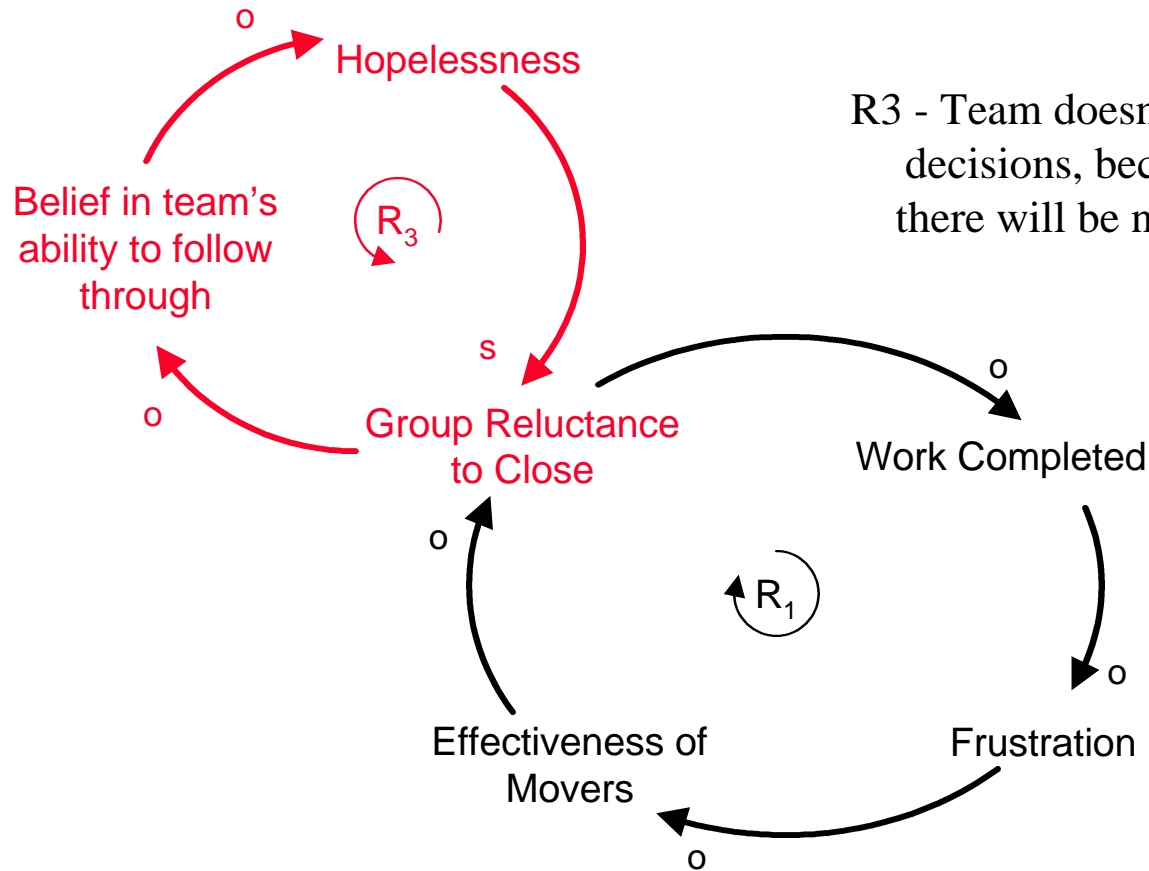 o
Hopelessness
R3 - Team doesn
decisions, bec
there will be
Belief in team's
ability to follow
through
R3
s
o
o
Group Reluctance
to Close
Work Completed
o
R1
o
Effectiveness of
Movers
Frustration
o